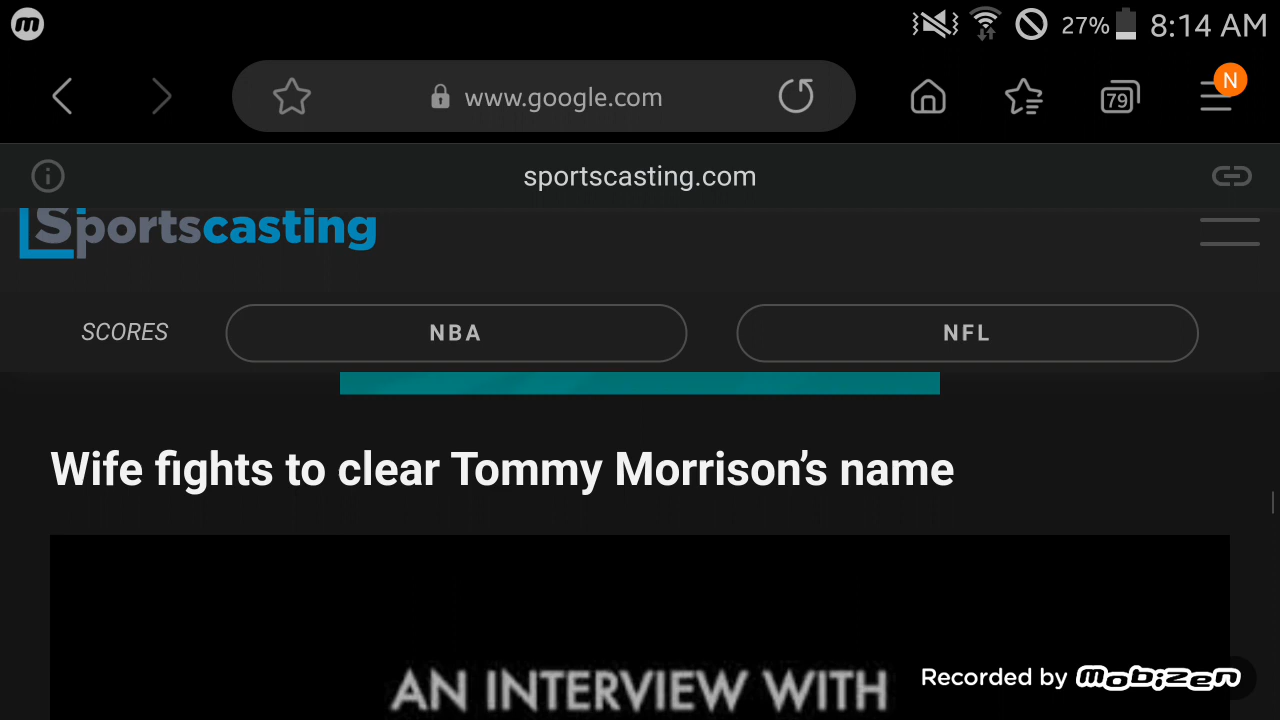 m
27% 8:14 AM
www.google.com
79
N
sportscasting.com
Sportscasting
SCORES
NBA
NFL
Wife fights to clear Tommy Morrison’s name
AN INTERVIEW WITH
Recorded by mobizen